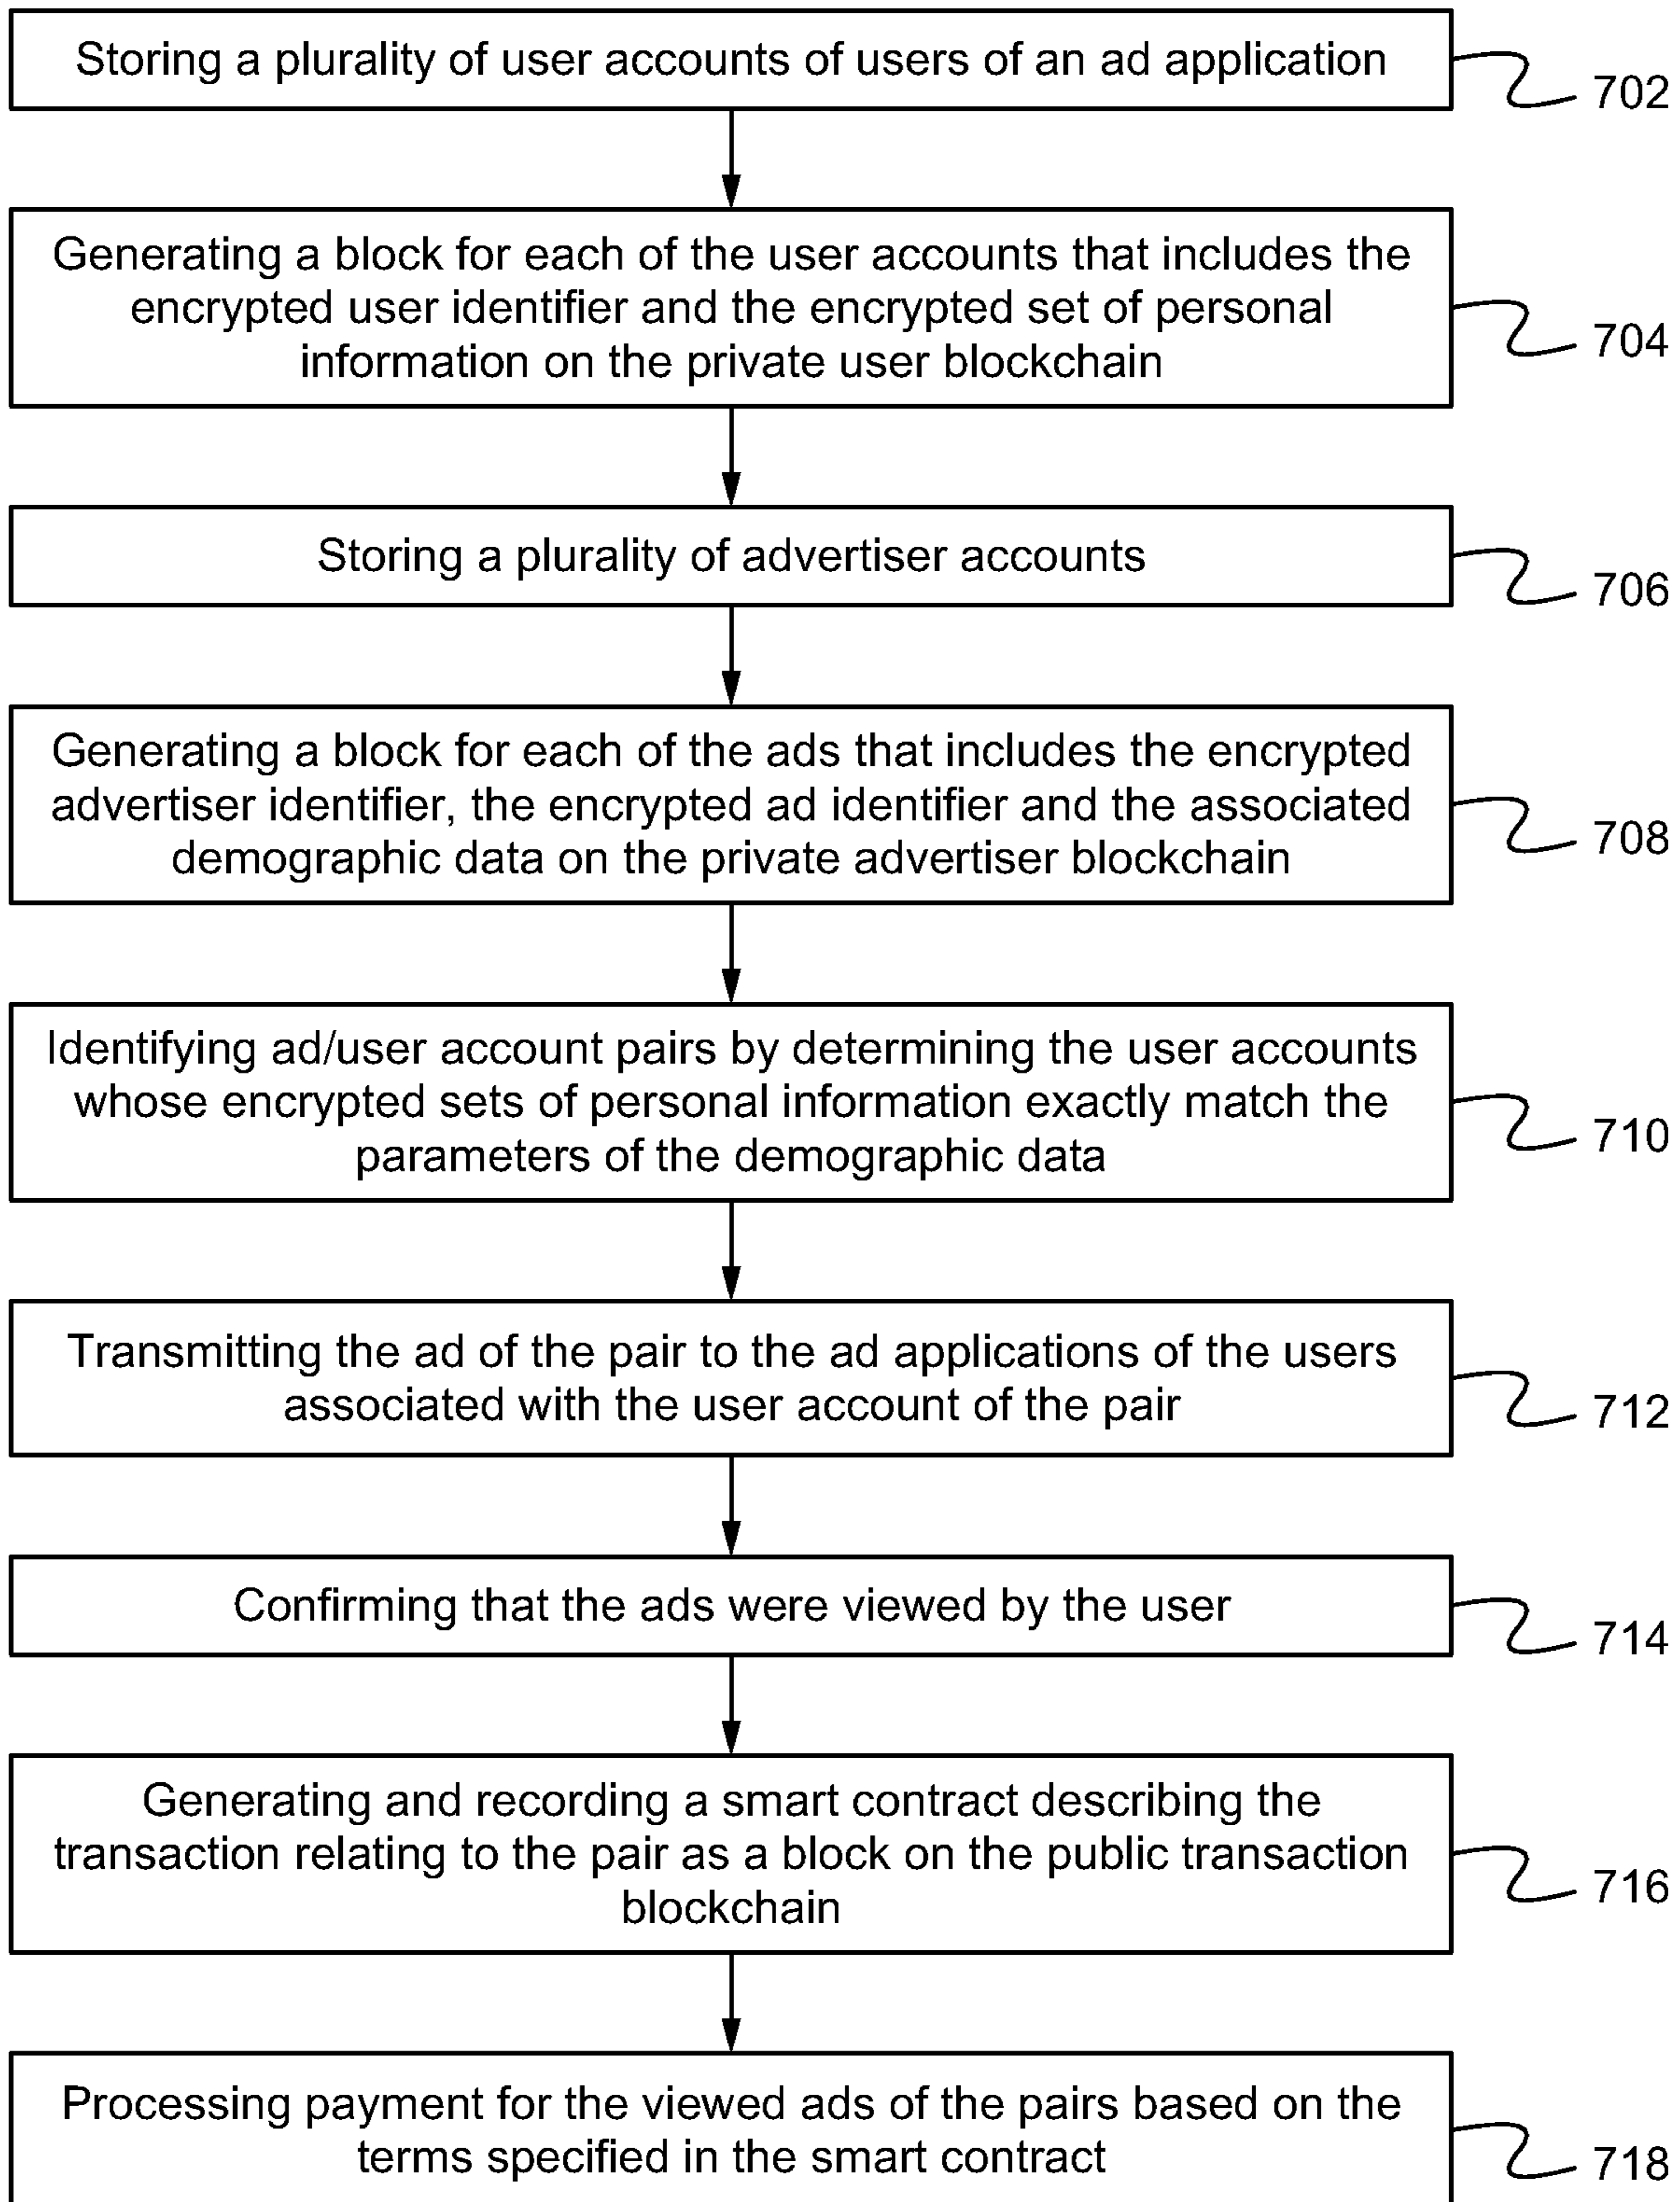 Storing a plurality of user accounts of users of an ad application
702
Generating a block for each of the user accounts that includes the
encrypted user identifier and the encrypted set of personal
information on the private user blockchain
704
Storing a plurality of advertiser accounts
706
Generating a block for each of the ads that includes the encrypted
advertiser identifier, the encrypted ad identifier and the associated
demographic data on the private advertiser blockchain
708
Identifying ad/user account pairs by determining the user accounts
whose encrypted sets of personal information exactly match the
parameters of the demographic data
710
Transmitting the ad of the pair to the ad applications of the users
associated with the user account of the pair
712
Confirming that the ads were viewed by the user
714
Generating and recording a smart contract describing the
transaction relating to the pair as a block on the public transaction
blockchain
716
Processing payment for the viewed ads of the pairs based on the
terms specified in the smart contract
718